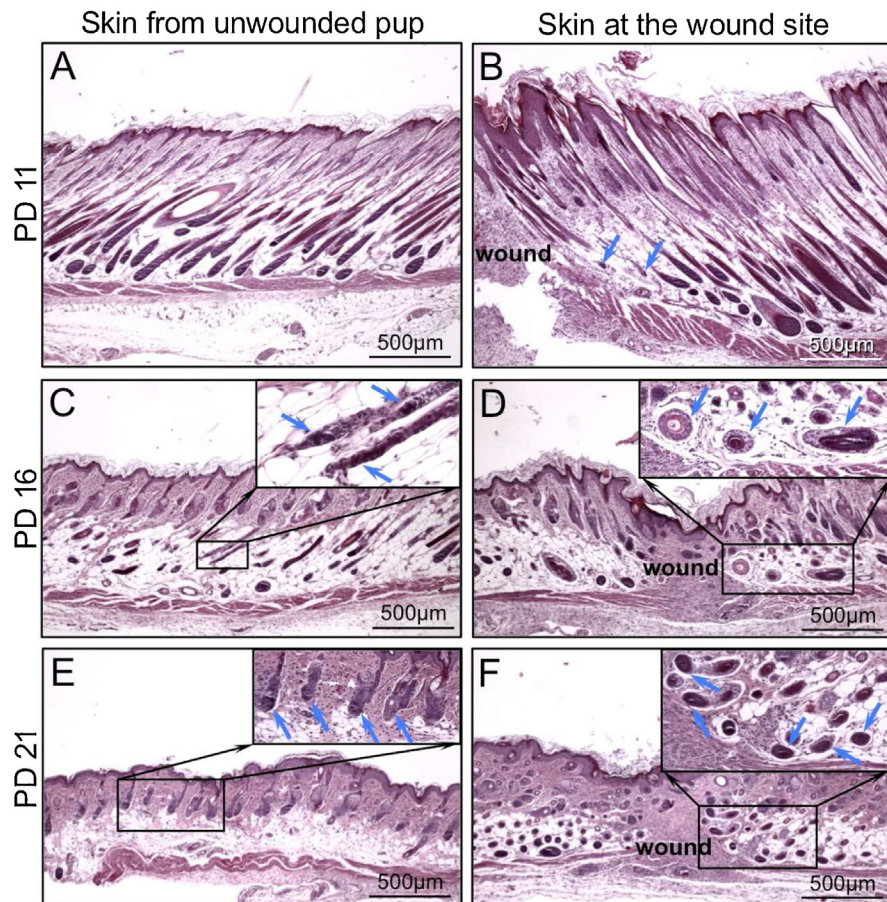 Skin from unwounded pup
Skin at the wound site
PD 11
A
500µm
B
wound
500µm
PD 16
C
500µm
D
wound
500µm
PD 21
E
500µm
F
wound
500µm